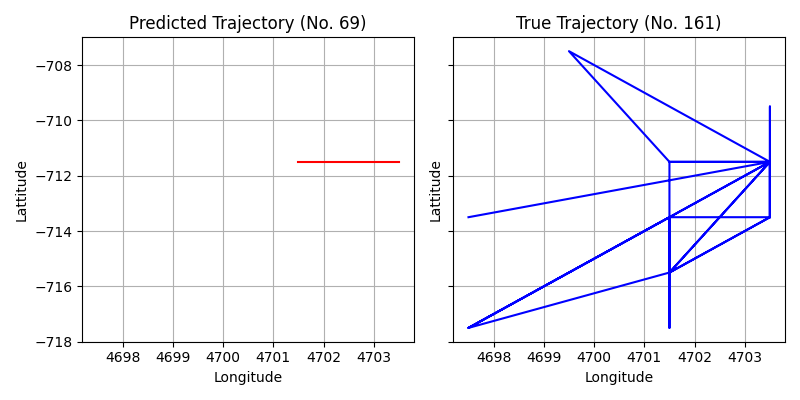 Predicted Trajectory (No. 69)
True Trajectory (No. 161)
−708
−710
−712
−714
−716
−718
Lattitude
Lattitude
4698 4699 4700 4701 4702 4703
4698 4699 4700 4701 4702 4703
Longitude
Longitude